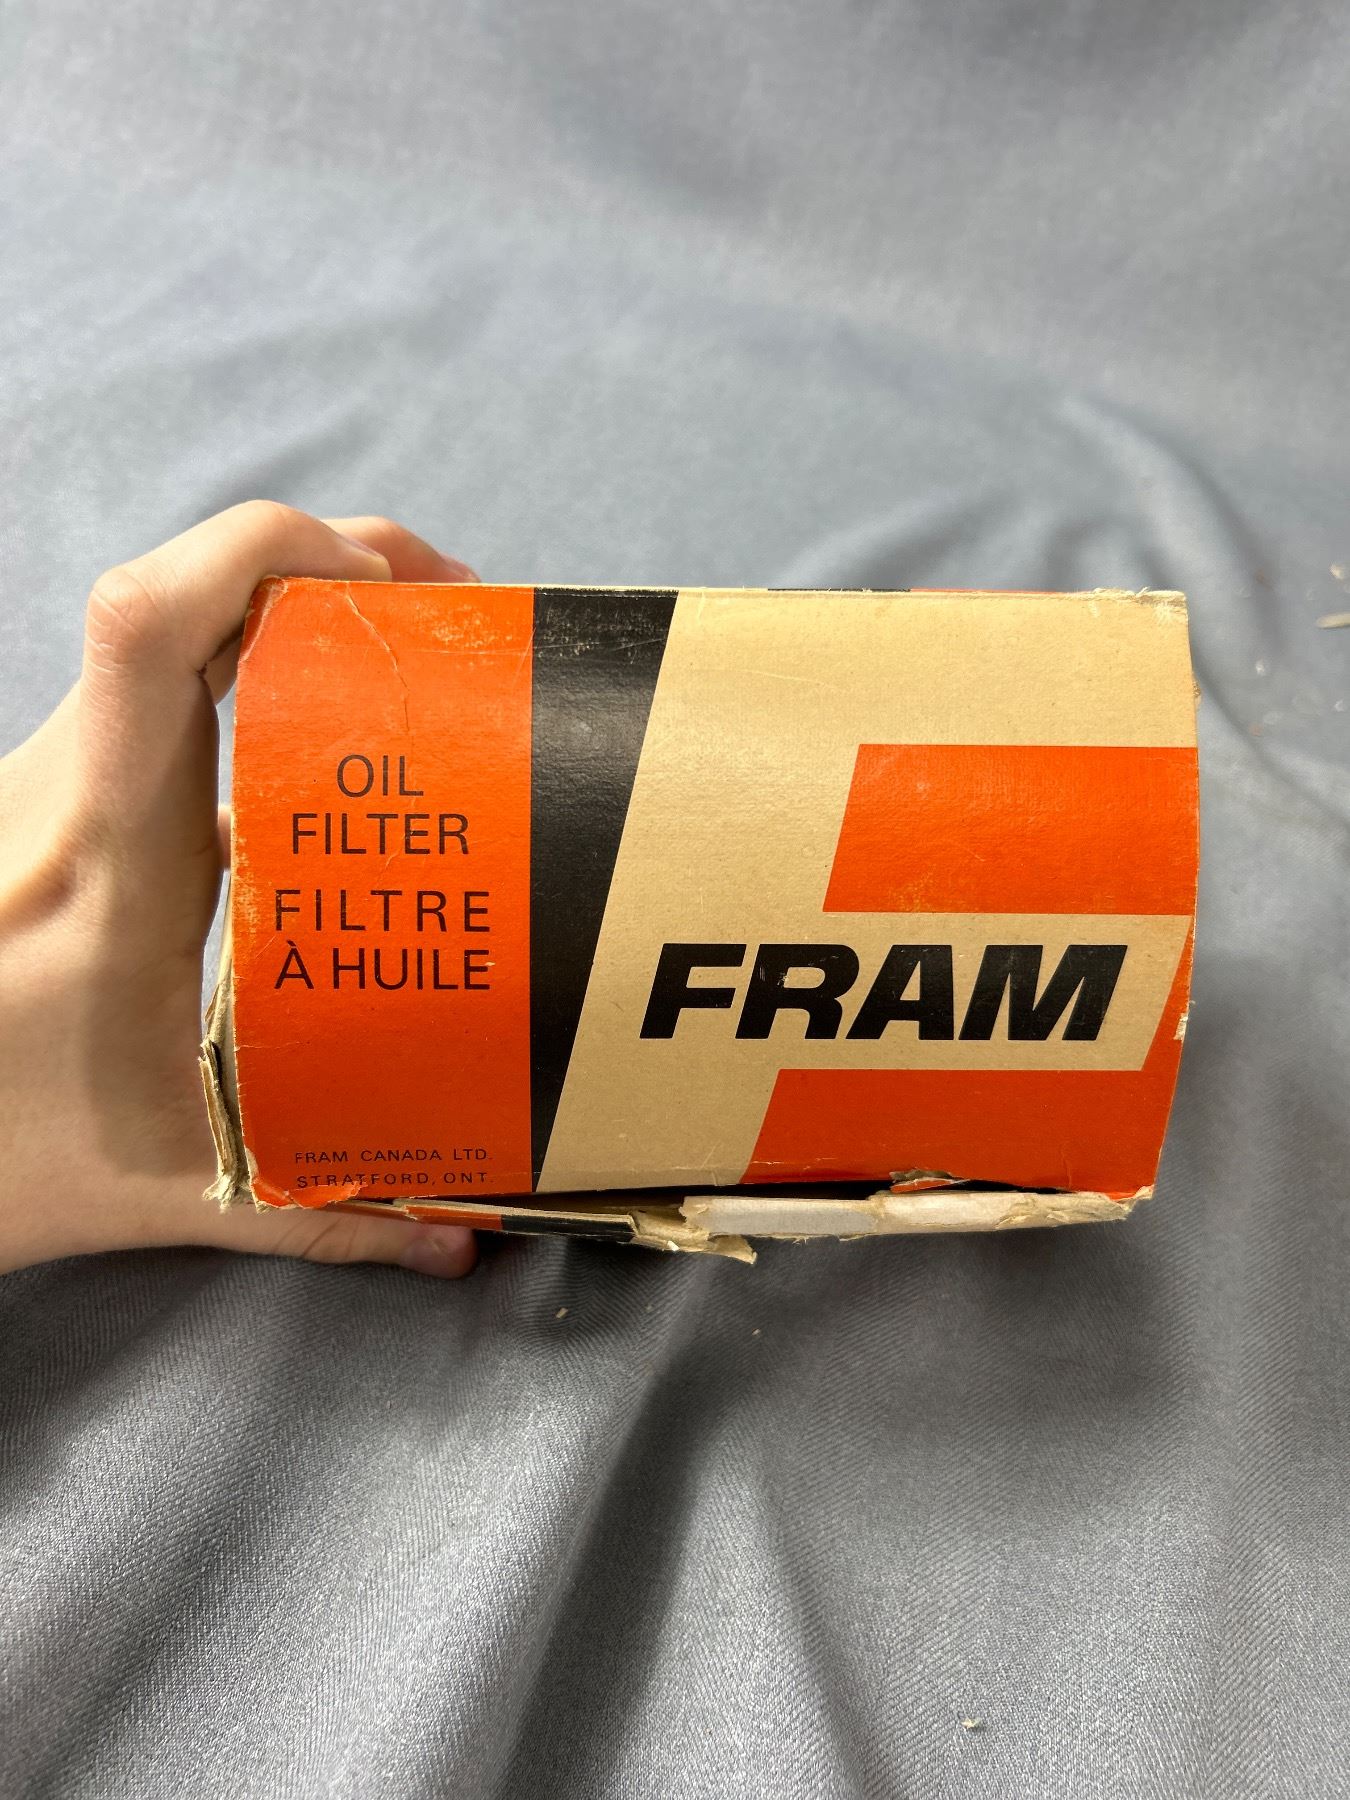 OIL
FILTER
FILTRE
À HUILE
FRAM
FRAM CANADA LTD.
STRATFORD, ONT.